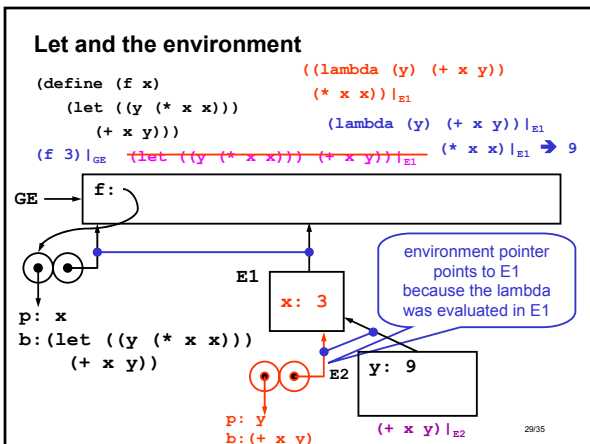 Let and the environment
(define (f x)
(let ((y (* x x)))
(+ x y)))
((lambda (y) (+ x y))
(* x x))|E1
(lambda (y) (+ x y))|E1
(f 3)|GE
(let ((y (* x x))) (+ x y))|E1
(* x x)|E1 ➔ 9
GE
f:
E1
x: 3
environment pointer
points to E1
because the lambda
was evaluated in E1
p: x
b:(let ((y (* x x)))
(+ x y))
E2
y: 9
p: y
b:(+ x y)
(+ x y)|E2
29/35